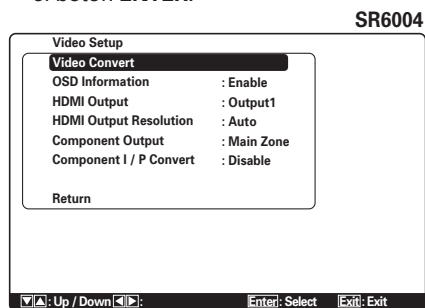 SR6004
Video Setup
Video Convert
OSD Information : Enable
HDMI Output : Output1
HDMI Output Resolution : Auto
Component Output : Main Zone
Component I / P Convert : Disable
Return
▼▲: Up / Down ◀▶: Enter: Select Exit: Exit